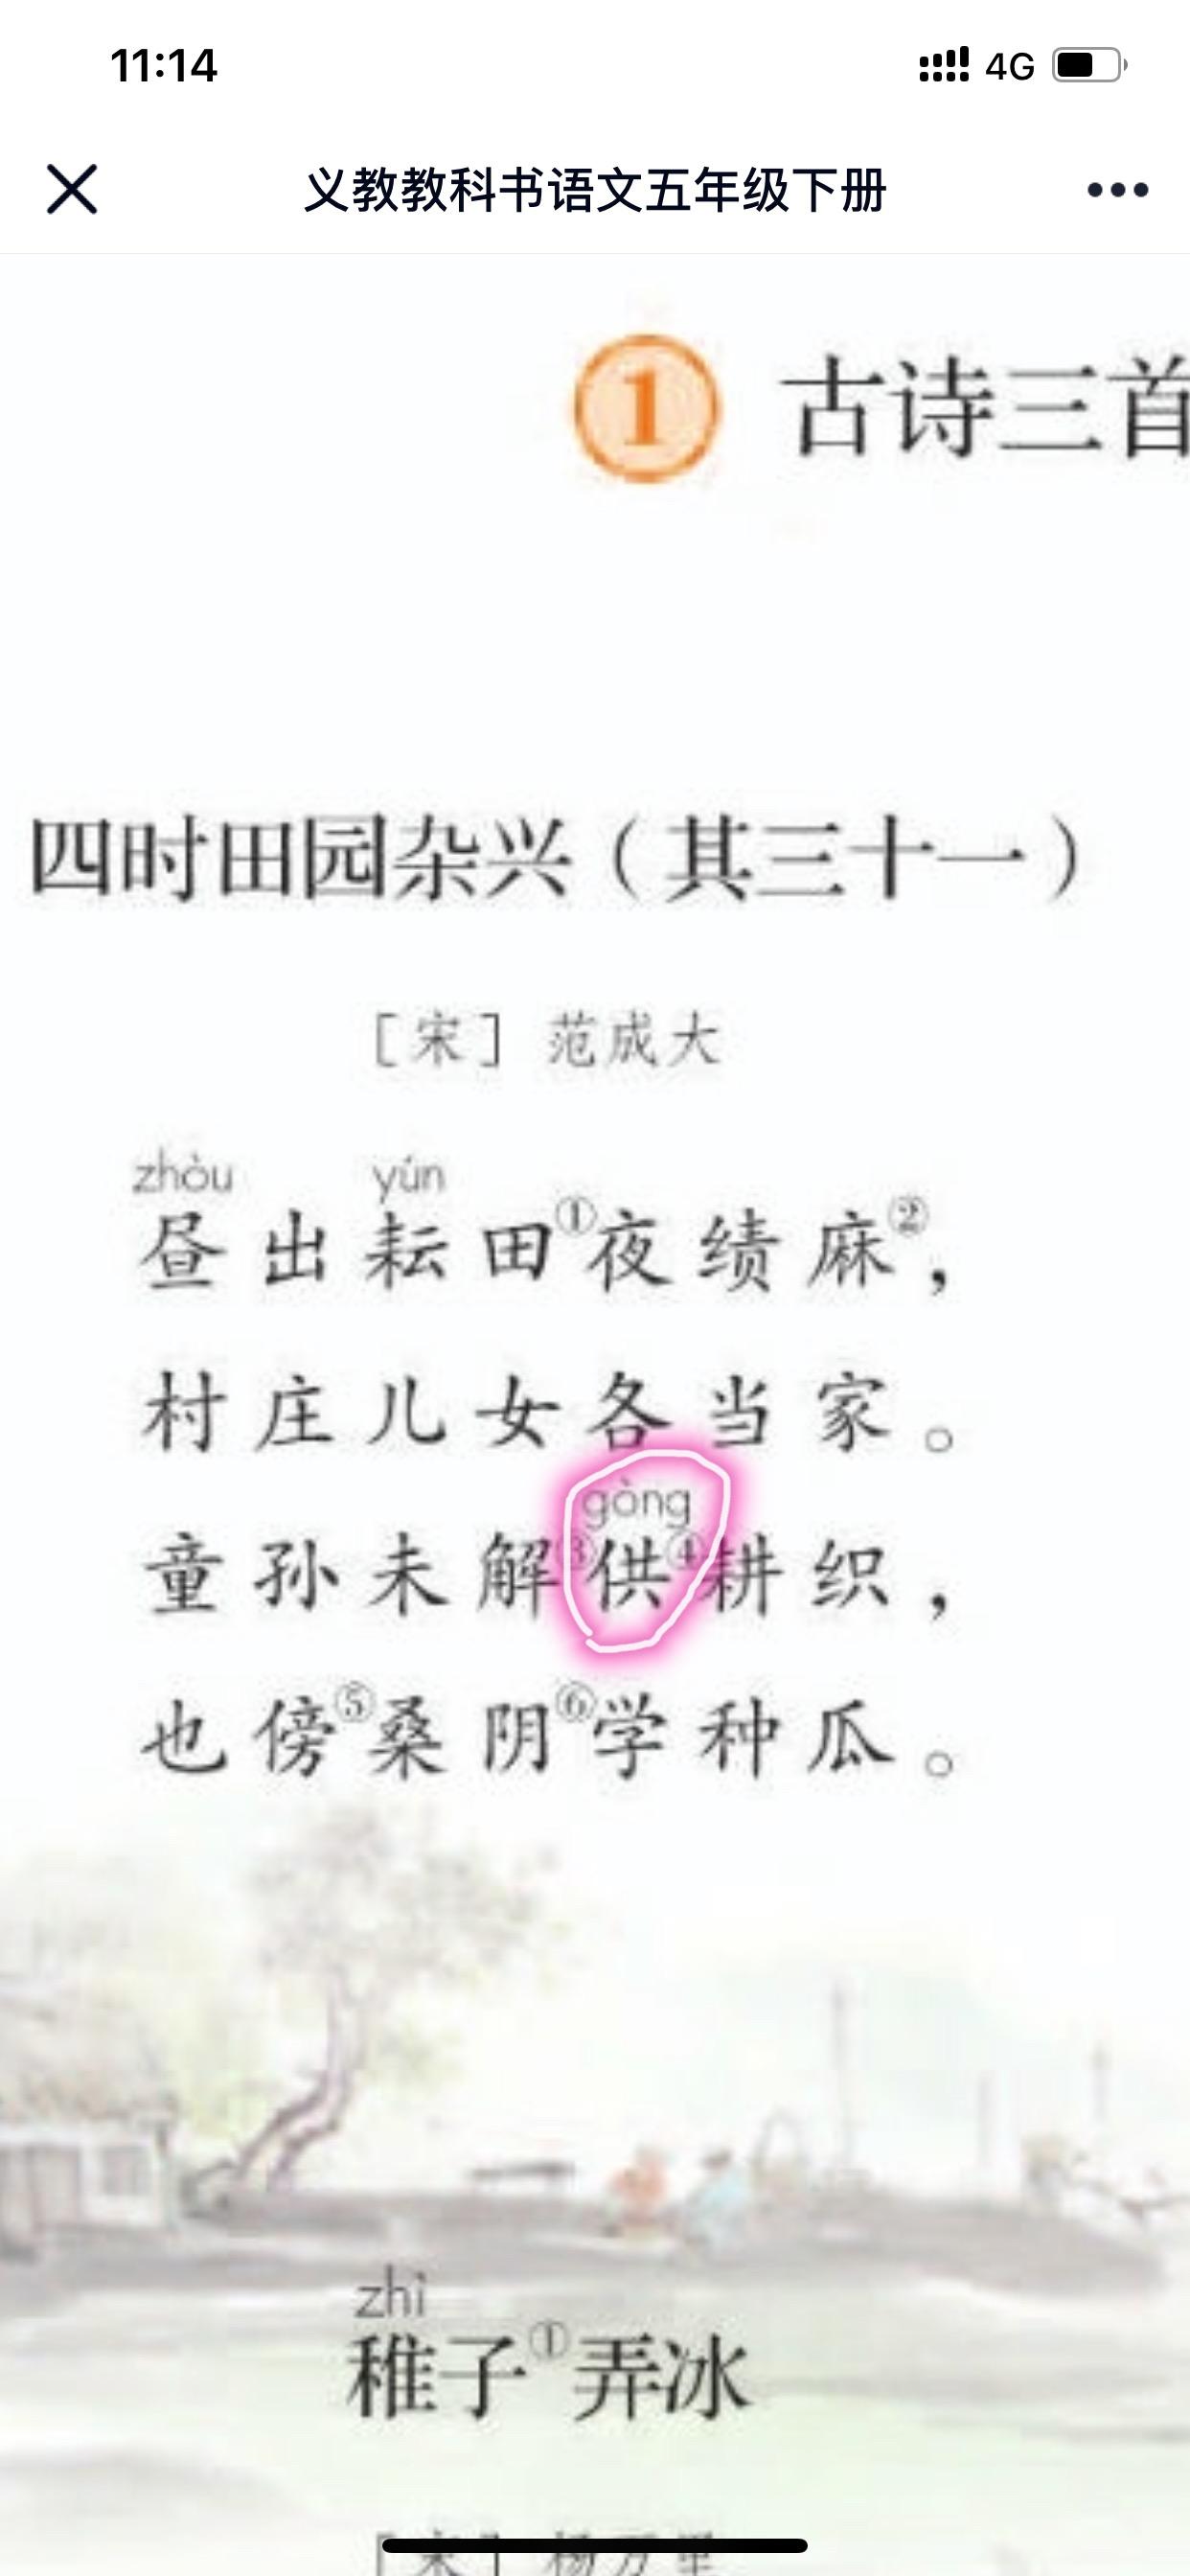 11:14 4G
义教教科书语文五年级下册
1 古诗三首
四时田园杂兴（其三十一）
［宋］ 范成大
zhòu yún
昼出耘田①夜绩麻②，
村庄儿女各当家。
gòng
童孙未解③供④耕织，
也傍⑤桑阴⑥学种瓜。
zhì
稚子①弄冰
［宋］ 杨万里